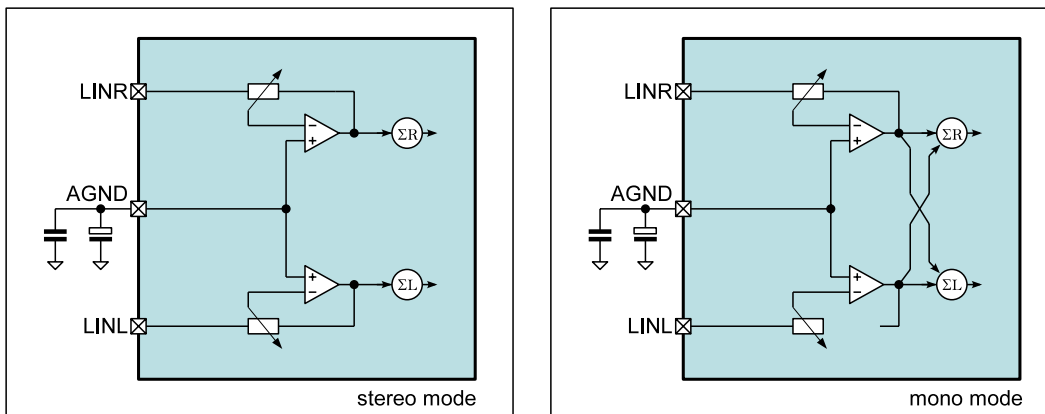 LINR
−
+
ΣR
AGND
+
−
ΣL
LINL
stereo mode
LINR
−
+
ΣR
AGND
+
−
ΣL
LINL
mono mode